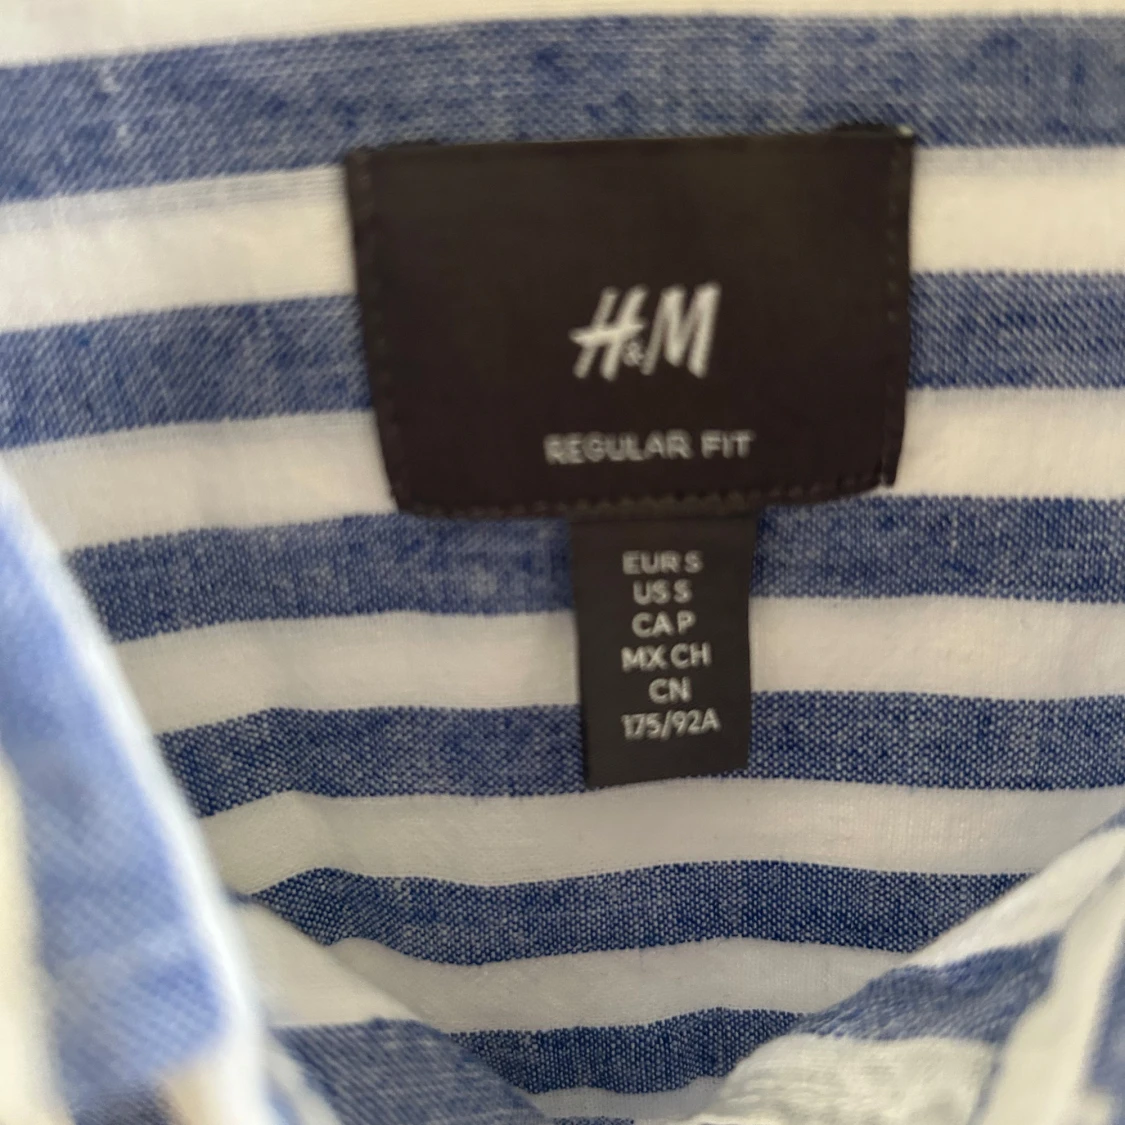 H&M
REGULAR FIT
EUR S
US S
CA P
MX CH
CN
175/92A